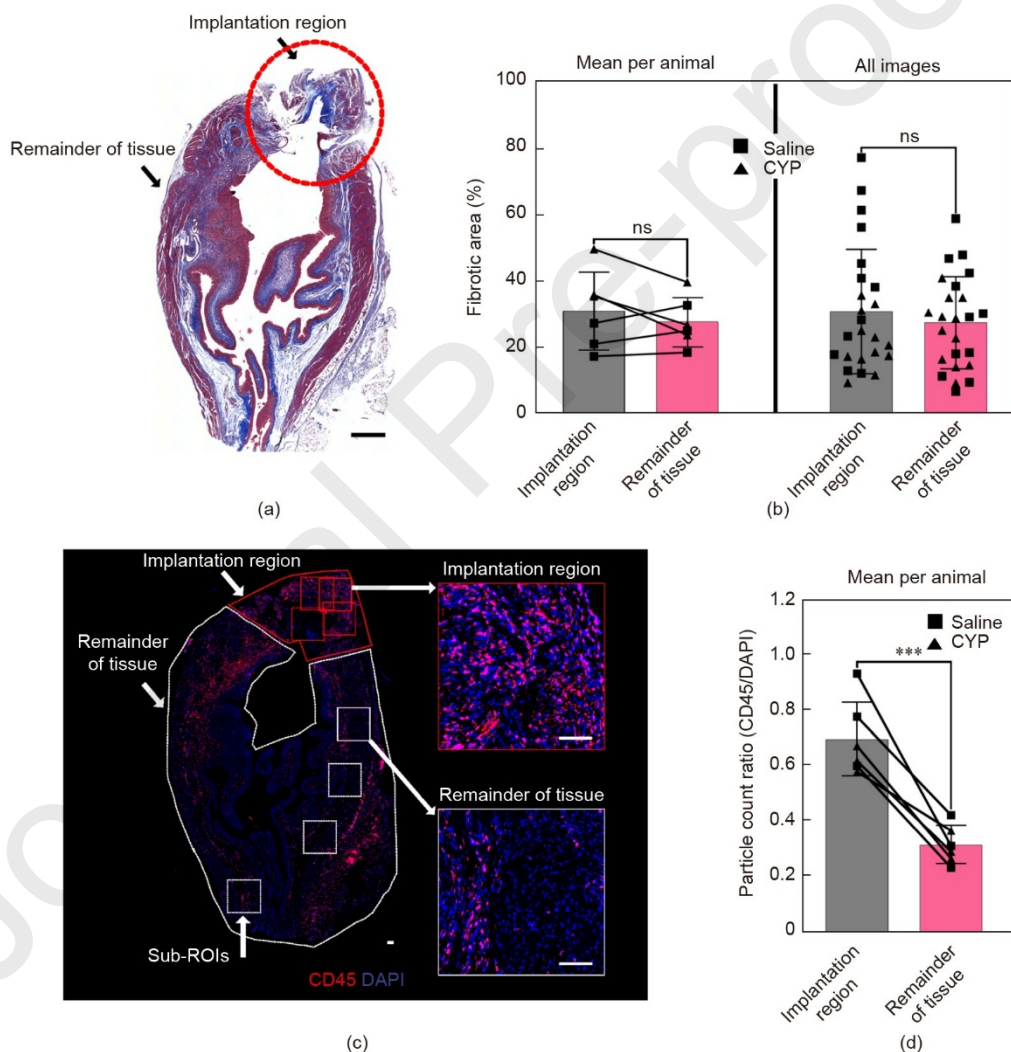 Implantation
region
Remainder of tissue
(a)
Mean per animal
All images
Saline
CYP
ns
ns
Fibrotic area (%)
100
80
60
40
20
0
Implantation
region
Remainder
of tissue
Implantation
region
Remainder
of tissue
(b)
Implantation region
Remainder
of tissue
Implantation region
Remainder of tissue
Sub-ROIs
CD45 DAPI
(c)
Mean per animal
Saline
CYP
***
Particle count ratio (CD45/DAPI)
1.2
1.0
0.8
0.6
0.4
0.2
0
Implantation
region
Remainder
of tissue
(d)